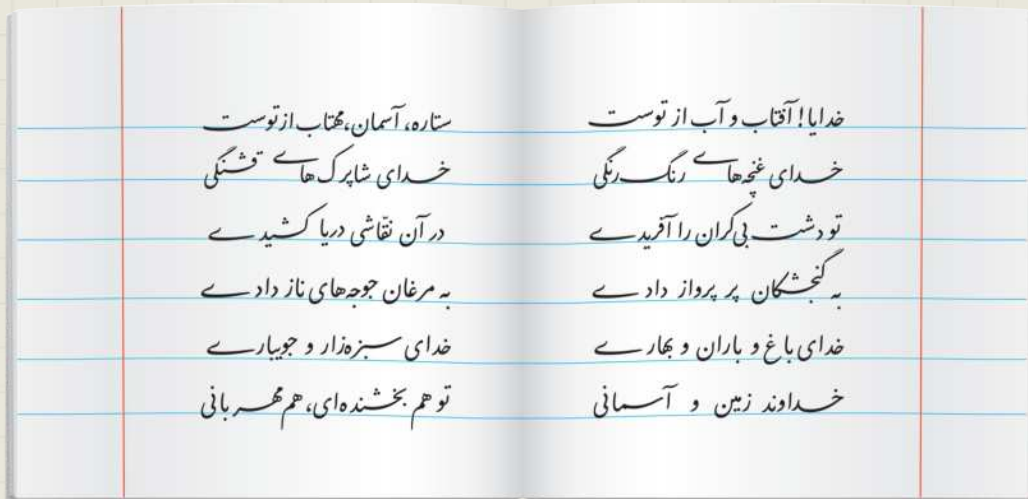 خدایا! آفتاب و آب از توست
ستاره، آسمان، مهتاب از توست
خدای غنچه‌های رنگ رنگی
خدای شاپرک‌های قشنگی
تو دشت بی‌کران را آفریدی
در آن نقّاشی دریا کشیدی
به گنجشکان پر پرواز دادی
به مرغان جوجه‌های ناز دادی
خدای باغ و باران و بهاری
خدای سبزه‌زار و جویباری
خداوند زمین و آسمانی
تو هم بخشنده‌ای، هم مهربانی